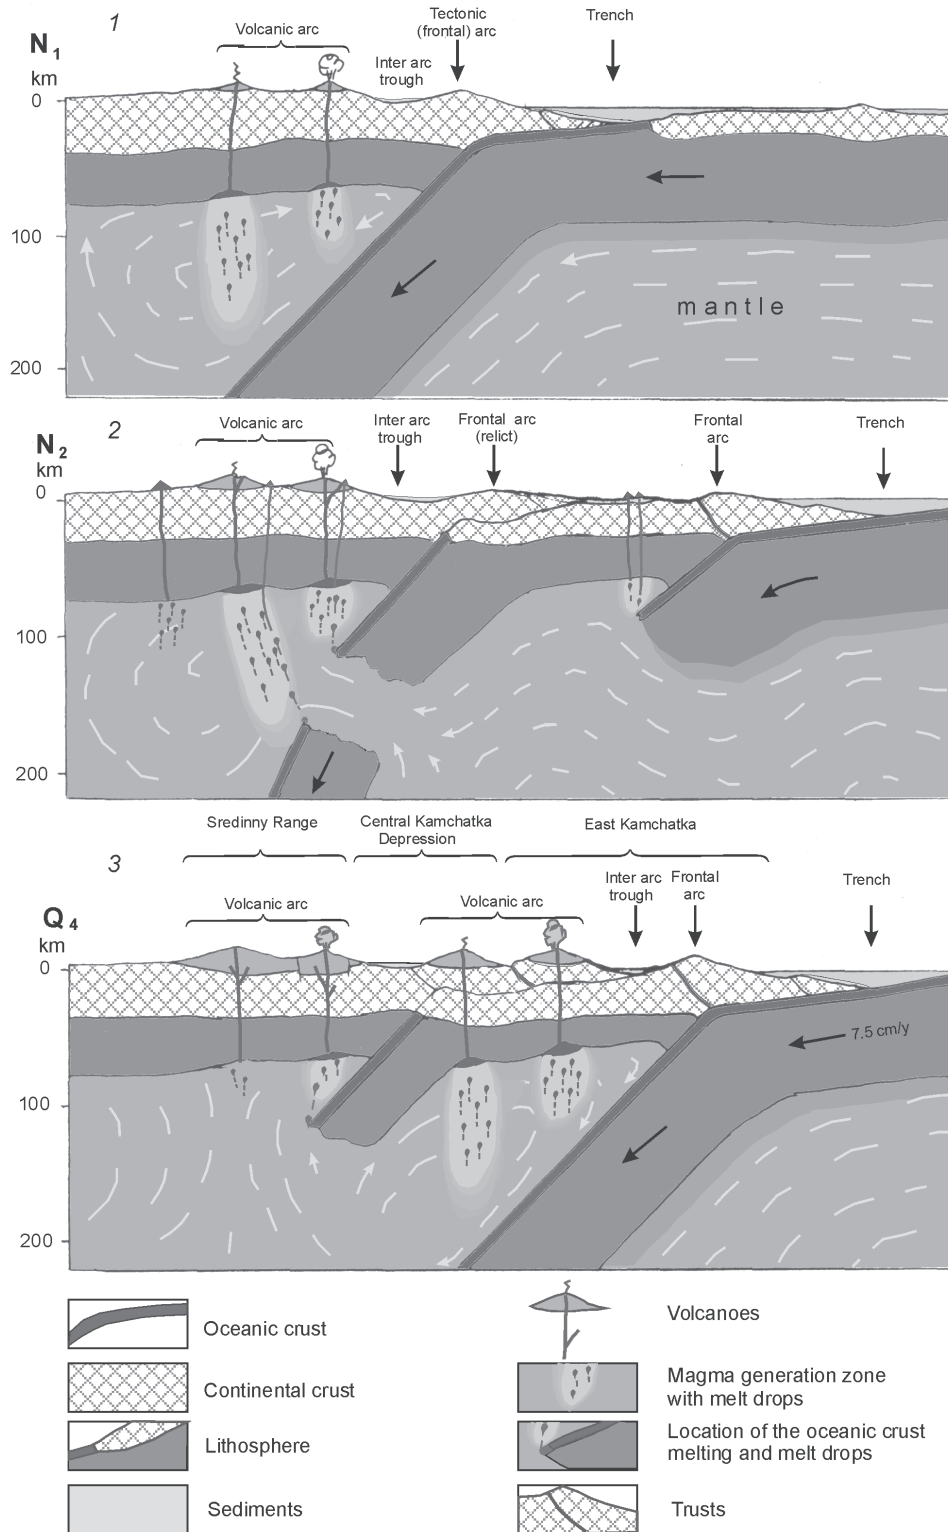 1
Volcanic arc
Tectonic
(frontal) arc
Trench
Inter arc
trough
N1
km
0
100
200
mantle
2
Volcanic arc
Inter arc
trough
Frontal arc
(relict)
Frontal
arc
Trench
N2
km
0
100
200
Sredinny Range
Central Kamchatka
Depression
East Kamchatka
3
Volcanic arc
Volcanic arc
Inter arc
trough
Frontal
arc
Trench
Q4
km
0
7.5 cm/y
100
200
Oceanic crust
Continental crust
Lithosphere
Sediments
Volcanoes
Magma generation zone
with melt drops
Location of the oceanic crust
melting and melt drops
Trusts